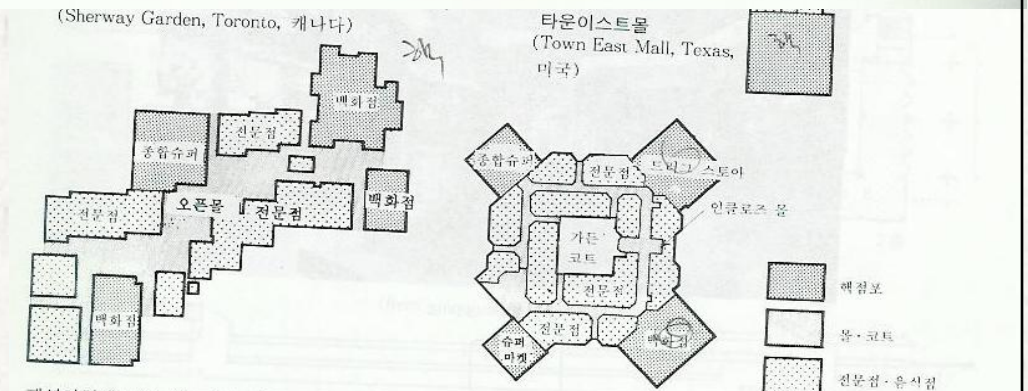 (Sherway Garden, Toronto, 캐나다)
타운이스트몰
(Town East Mall, Texas,
미국)
백화점
전문점
종합슈퍼
전문점
오픈몰
전문점
백화점
백화점
종합슈퍼
전문점
드럭그 스토아
인클로즈 몰
가든
코트
전문점
전문점
슈퍼
마켓
백화점
핵점포
몰·코트
전문점·음식점